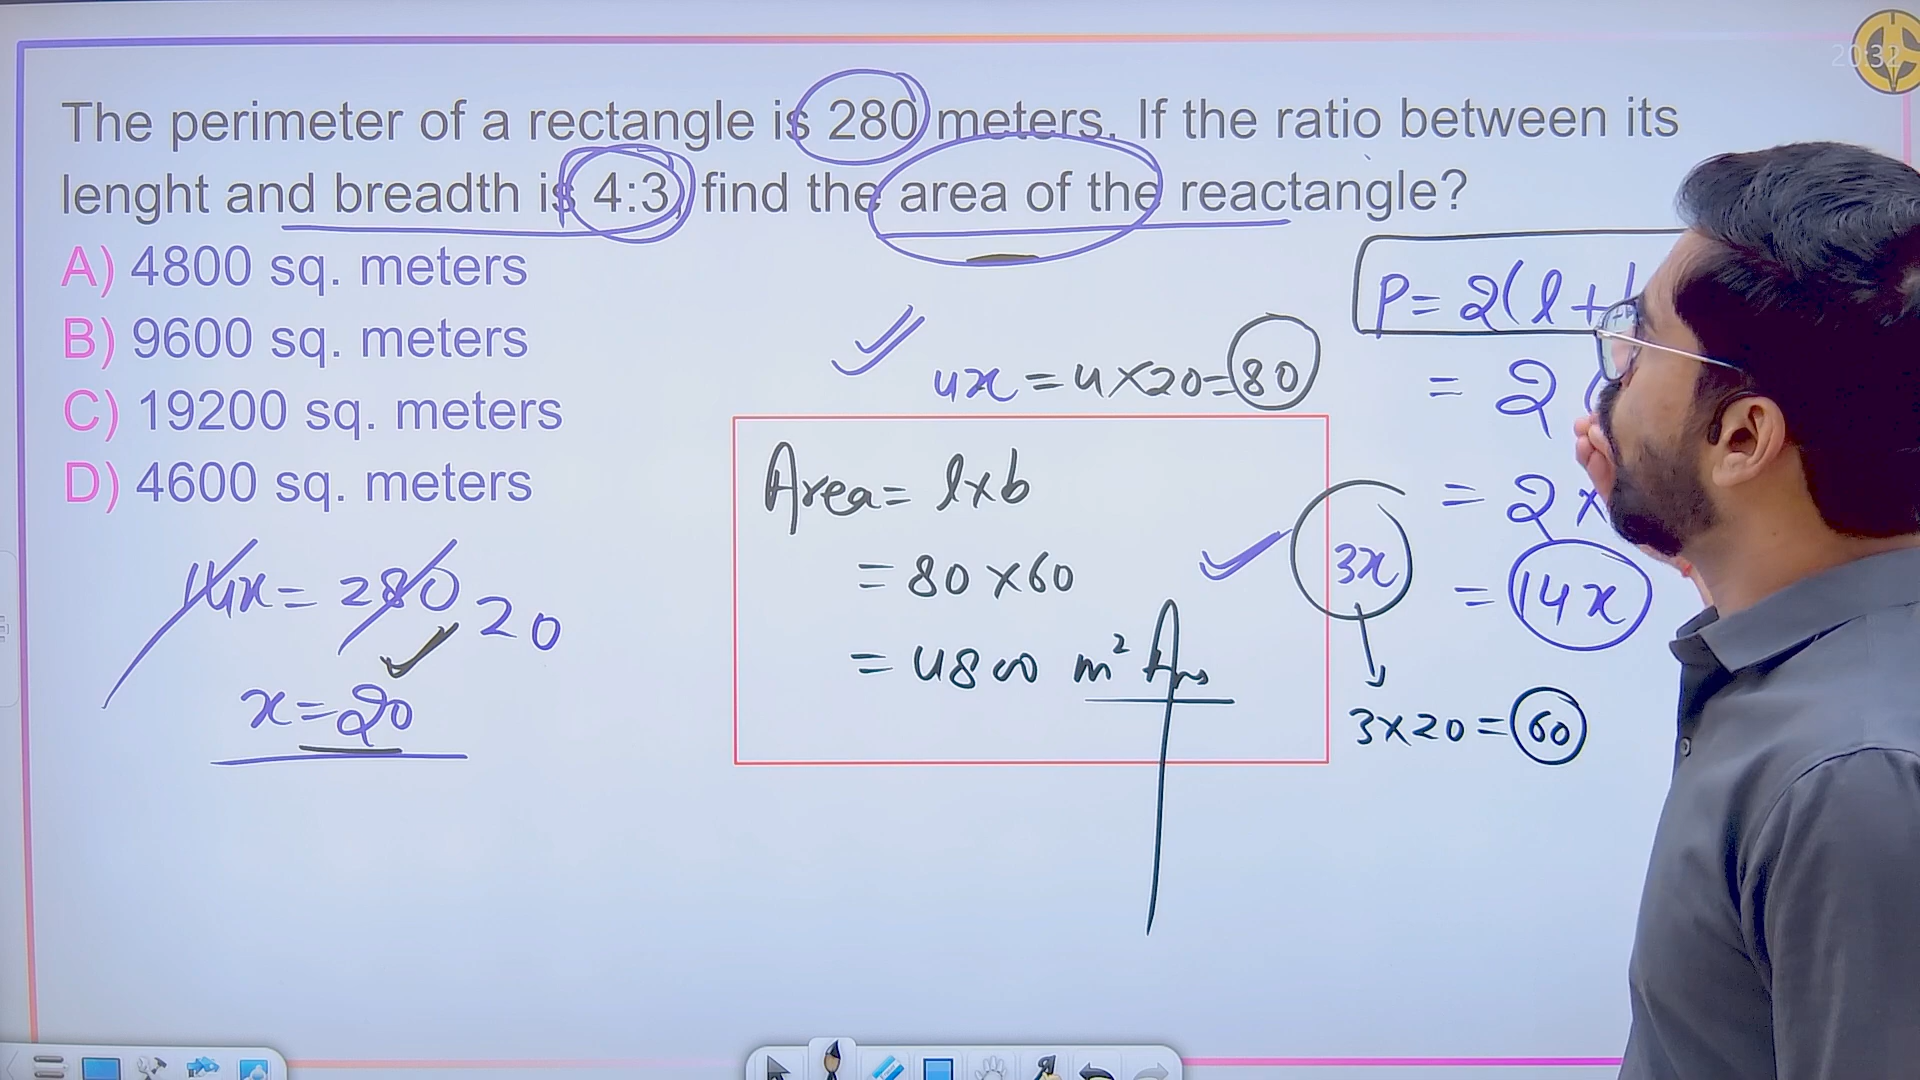 20:32
The perimeter of a rectangle is 280 meters. If the ratio between its
lenght and breadth is 4:3, find the area of the reactangle?
A) 4800 sq. meters
B) 9600 sq. meters
C) 19200 sq. meters
D) 4600 sq. meters
14x = 280 20
x = 20
4x = 4×20=80
Area = l×b
= 80×60
= 4800 m² Ans
3x
3×20=60
P= 2(l+
= 2(
= 2×
= 14x